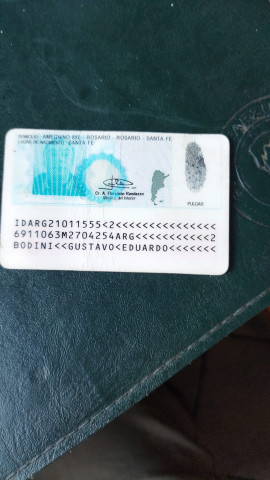 DOMICILIO: AMEGHINO 892 - ROSARIO - ROSARIO - SANTA FE
LUGAR DE NACIMIENTO: SANTA FE
Cr. A. Florencio Randazzo
Ministro del Interior
PULGAR
IDARG21011555<2<<<<<<<<<<<<<<<
6911063M2704254ARG<<<<<<<<<<<2
BODINI<<GUSTAVO<EDUARDO<<<<<<<